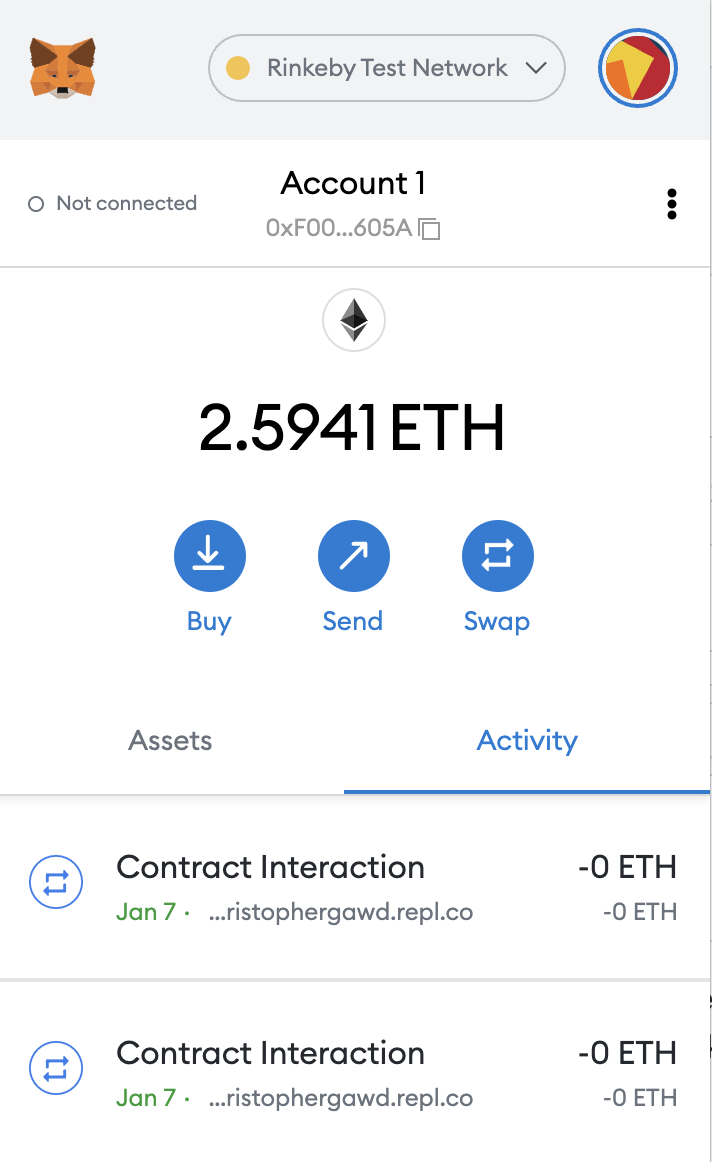 Rinkeby Test Network
Not connected
Account 1
0xF00...605A
2.5941 ETH
Buy
Send
Swap
Assets
Activity
Contract Interaction
-0 ETH
Jan 7 · ...ristophergawd.repl.co
-0 ETH
Contract Interaction
-0 ETH
Jan 7 · ...ristophergawd.repl.co
-0 ETH